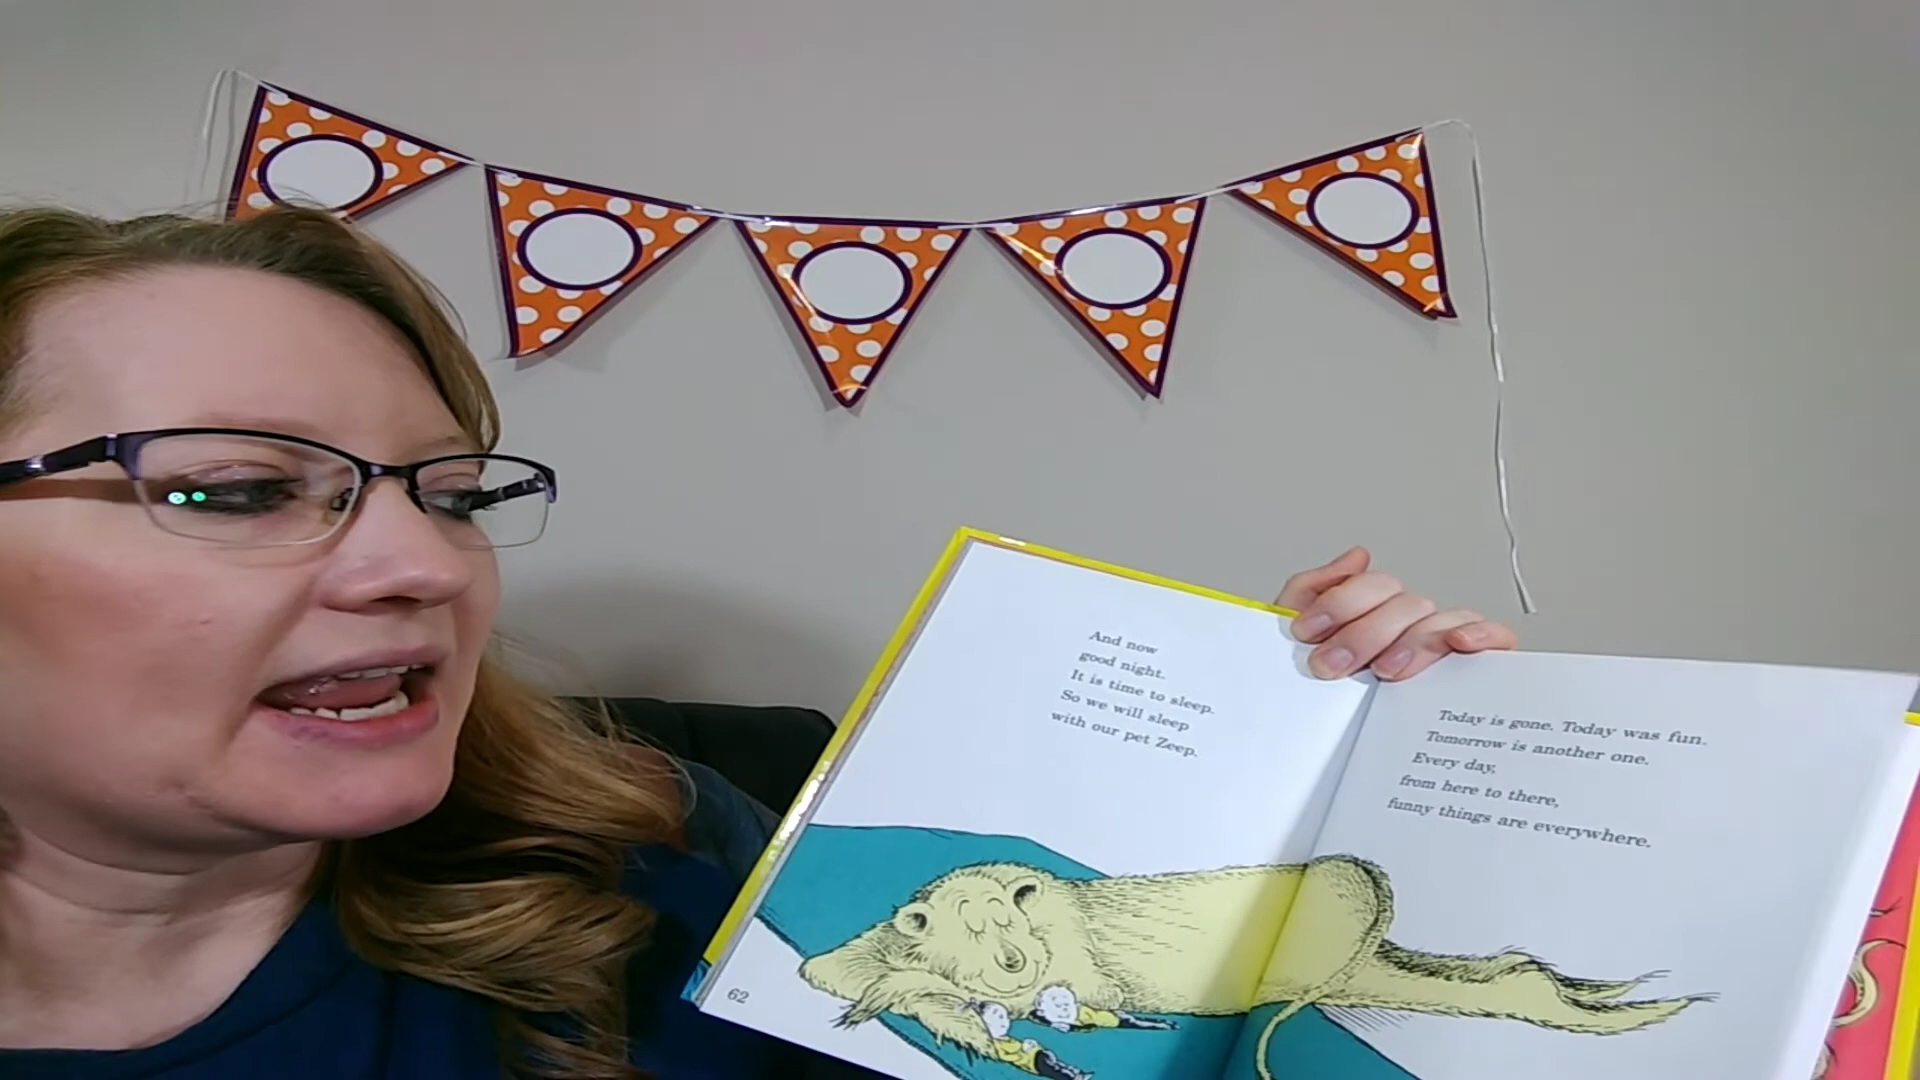 And now
good night.
It is time to sleep.
So we will sleep
with our pet Zeep.
62
Today is gone. Today was fun.
Tomorrow is another one.
Every day,
from here to there,
funny things are everywhere.